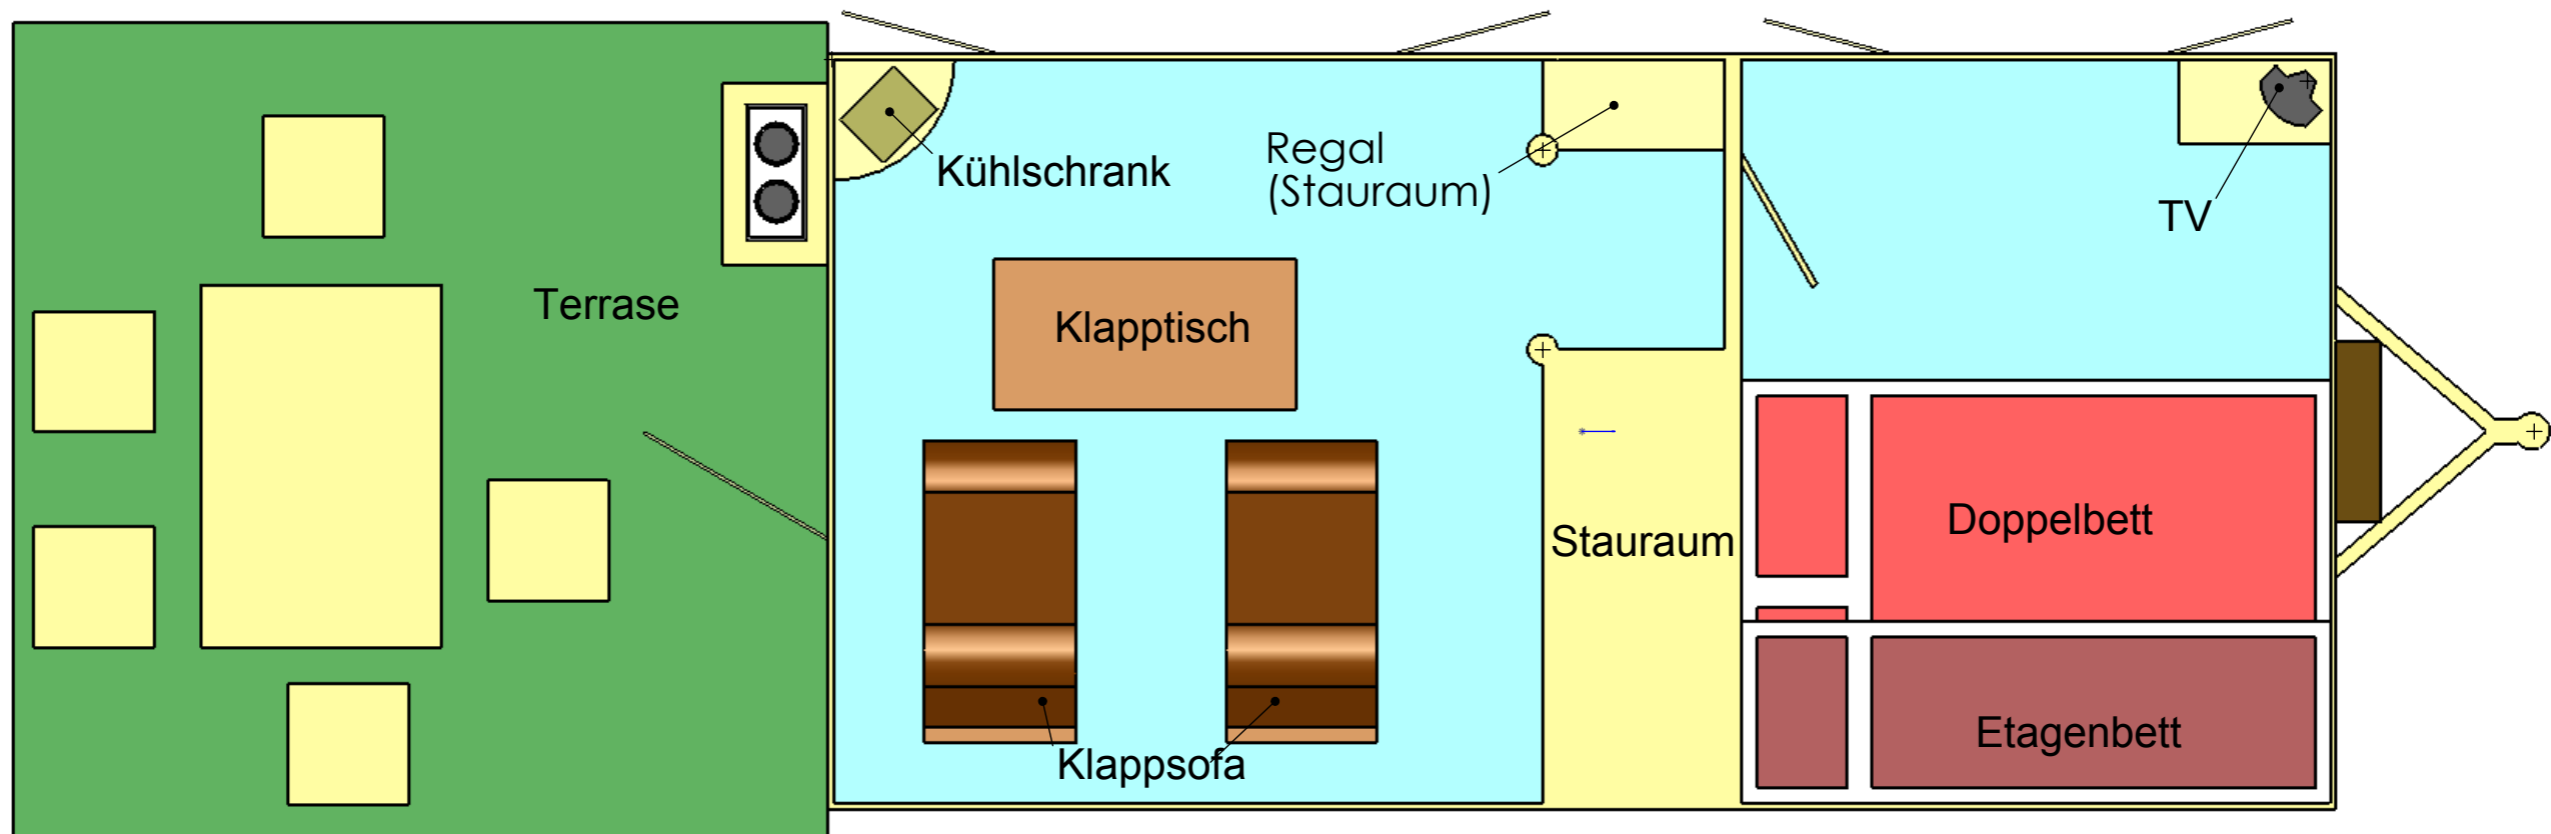 Terrase
Kühlschrank
Regal
(Stauraum)
TV
Klapptisch
Stauraum
Doppelbett
Etagenbett
Klappsofa